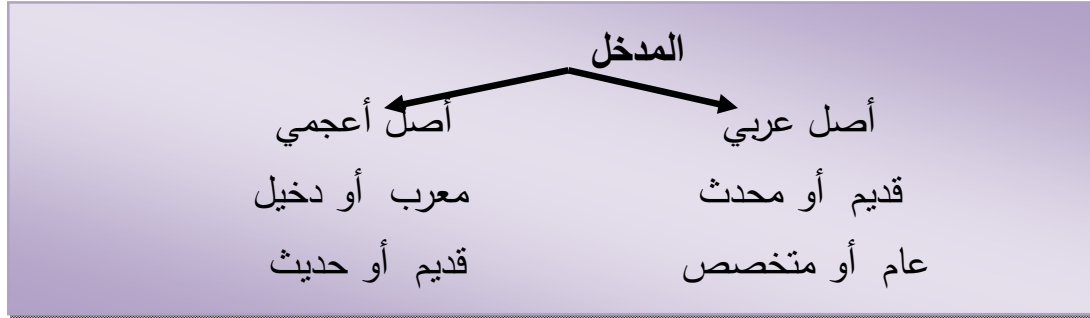 المدخل
أصل عربي أصل أعجمي
قديم أو محدث معرب أو دخيل
عام أو متخصص قديم أو حديث